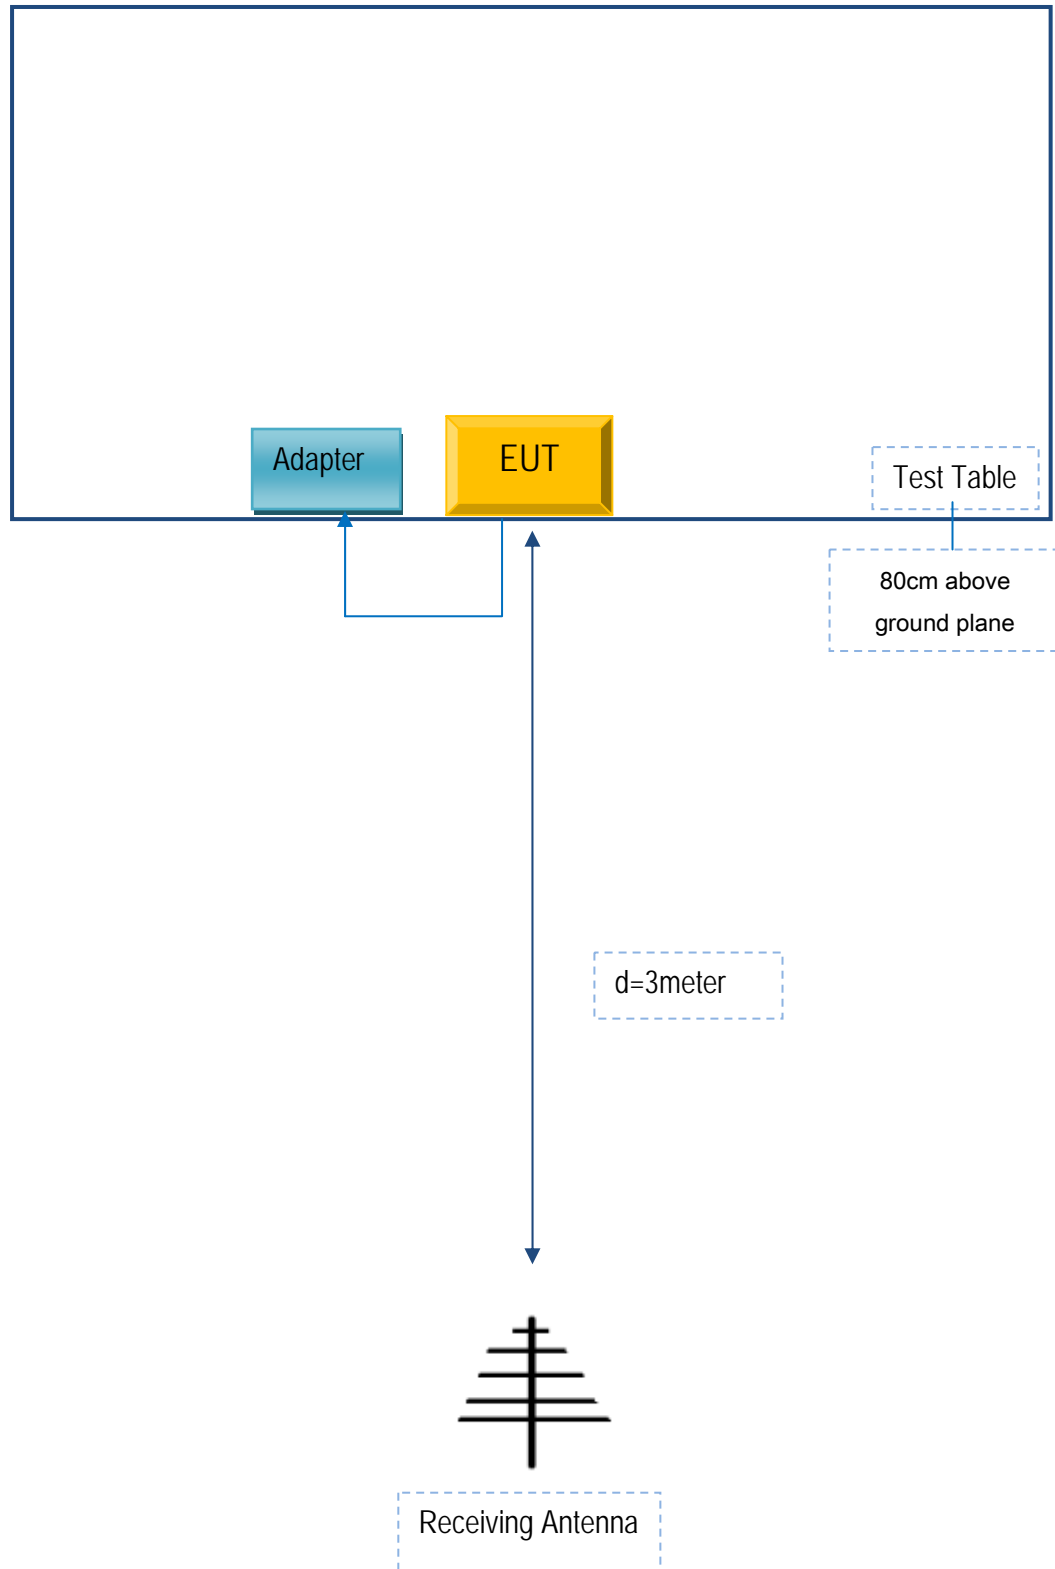 Adapter
EUT
Test Table
80cm above
ground plane
d=3meter
Receiving Antenna